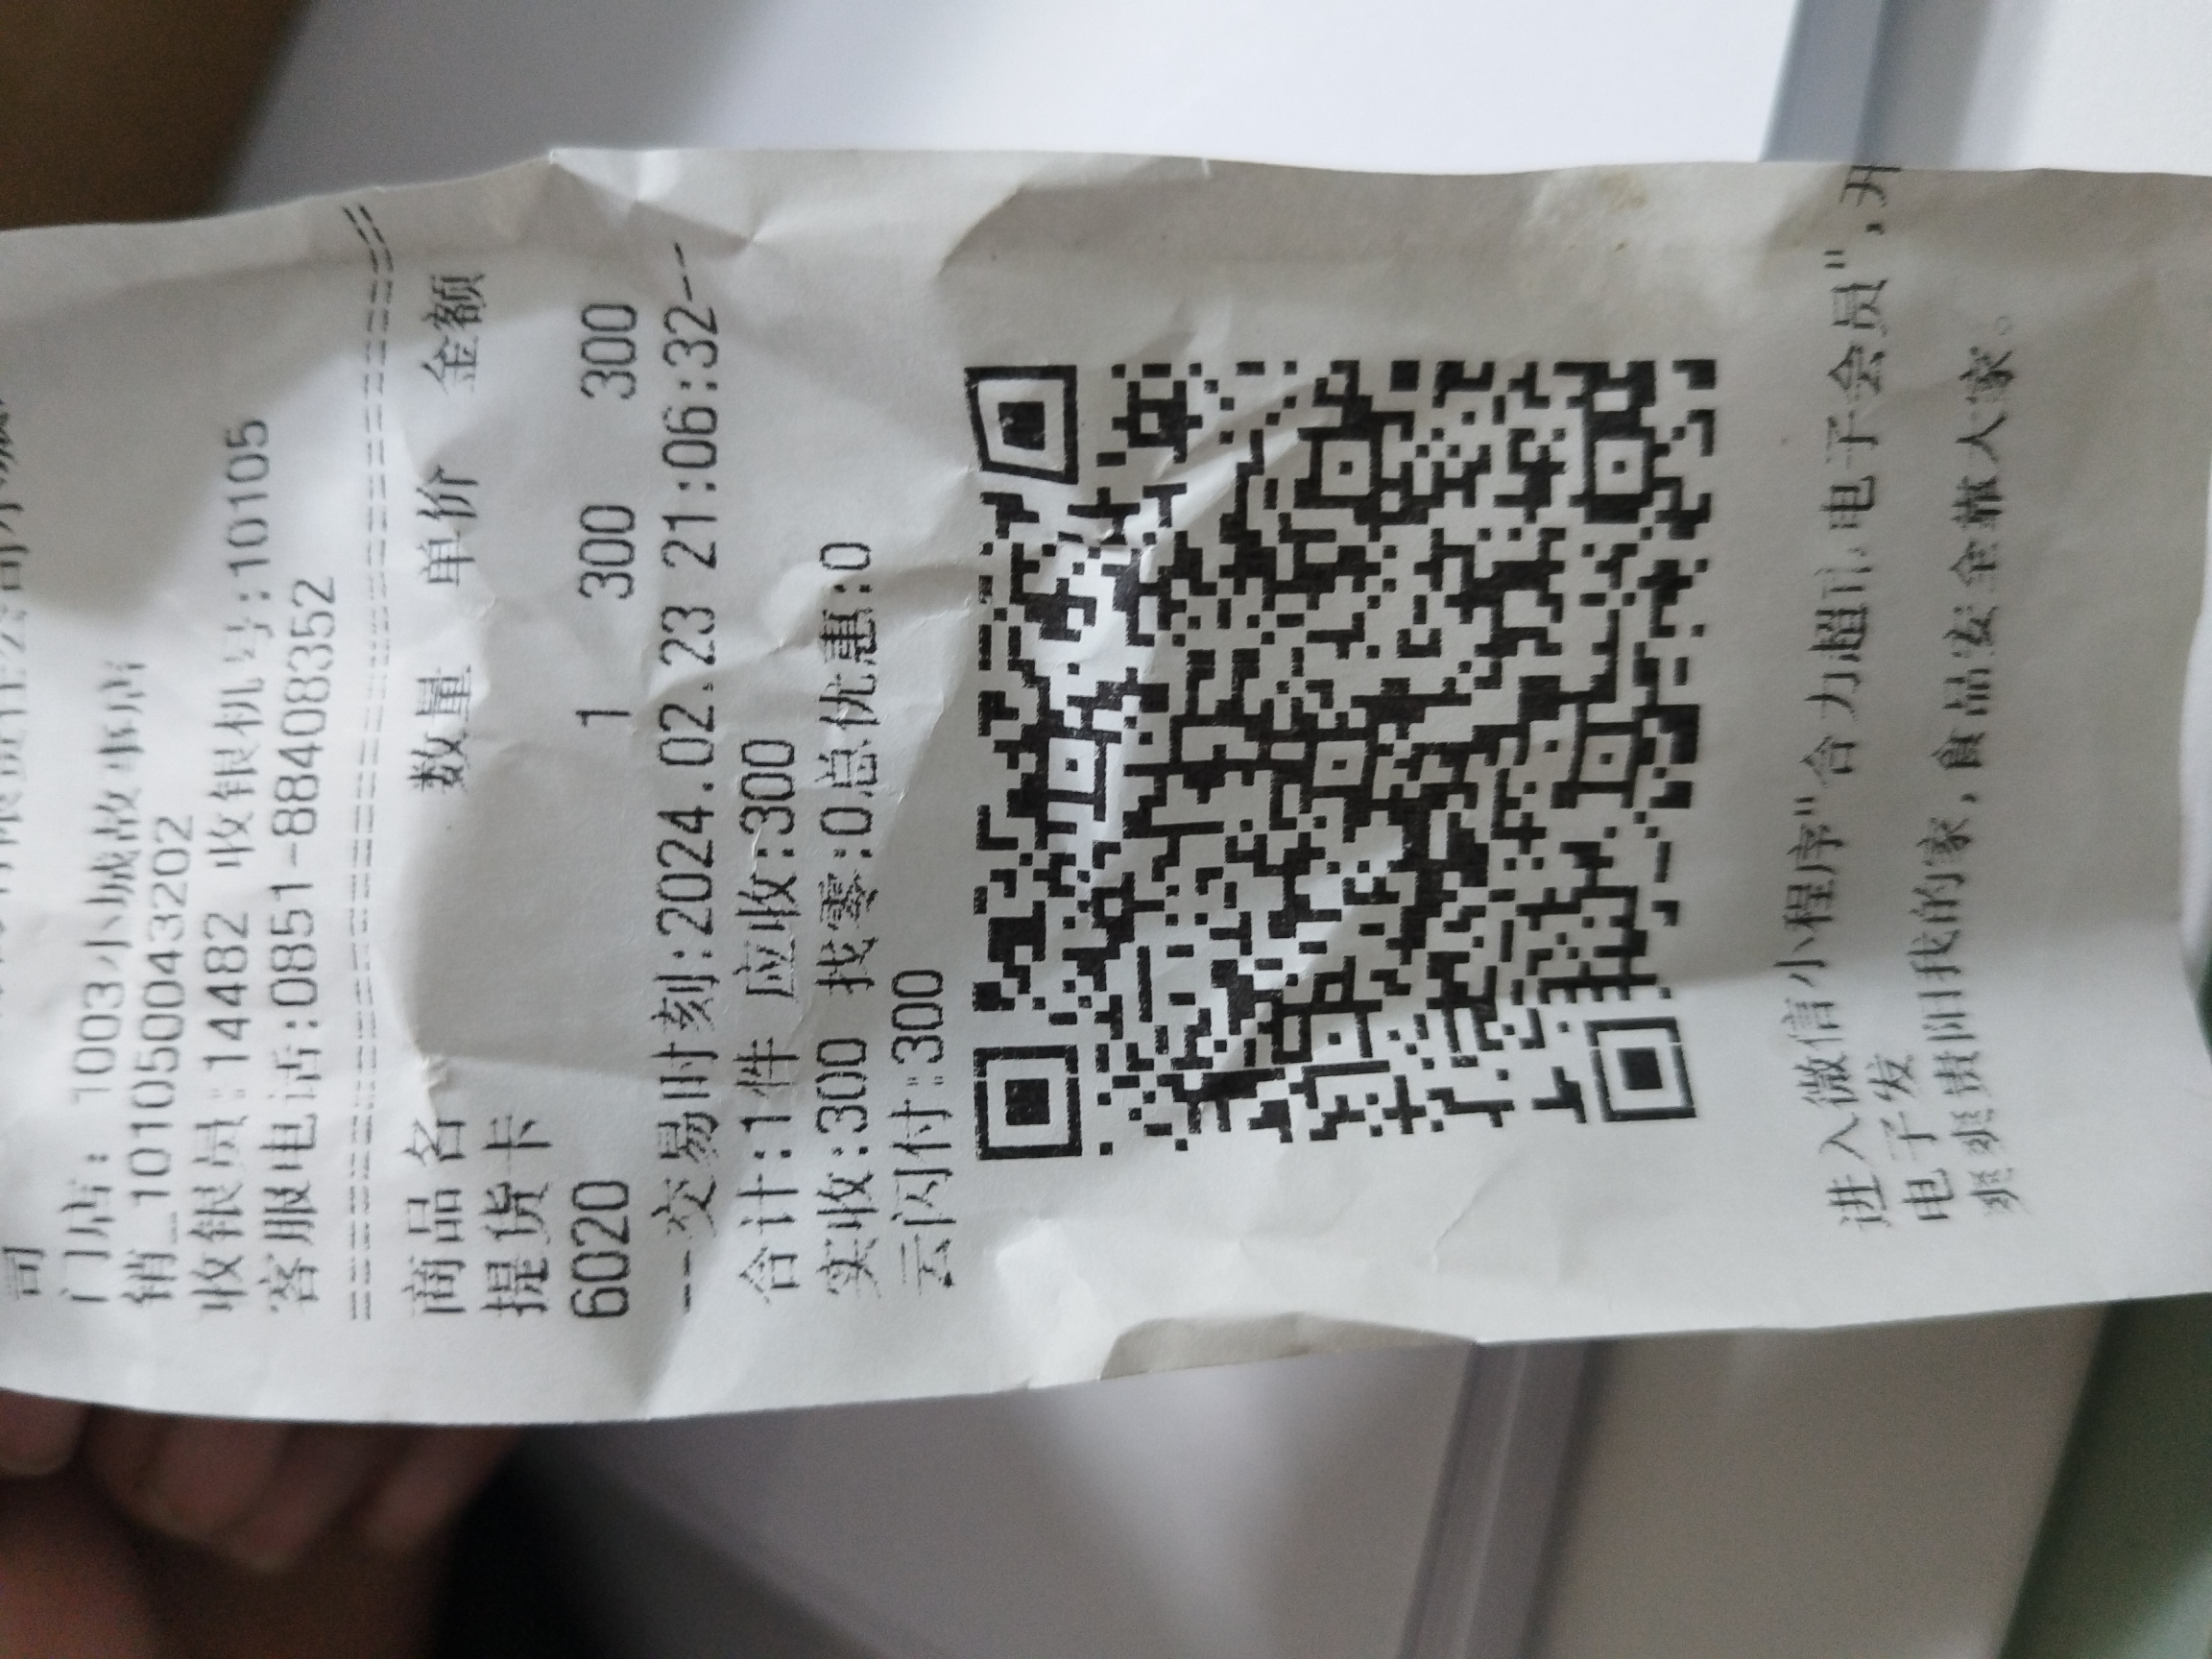 司
门店: 1003小城故事店
销_101050043202
收银员:14482 收银机号:10105
客服电话:0851-88408352
商品名 数量 单价 金额
提货卡
6020 1 300 300
--交易时刻:2024.02.23 21:06:32--
合计:1件 应收:300
实收:300 找零:0总优惠:0
云闪付:300
进入微信小程序"合力超市电子会员",开
电子发
爽爽贵阳我的家,食品安全靠大家。